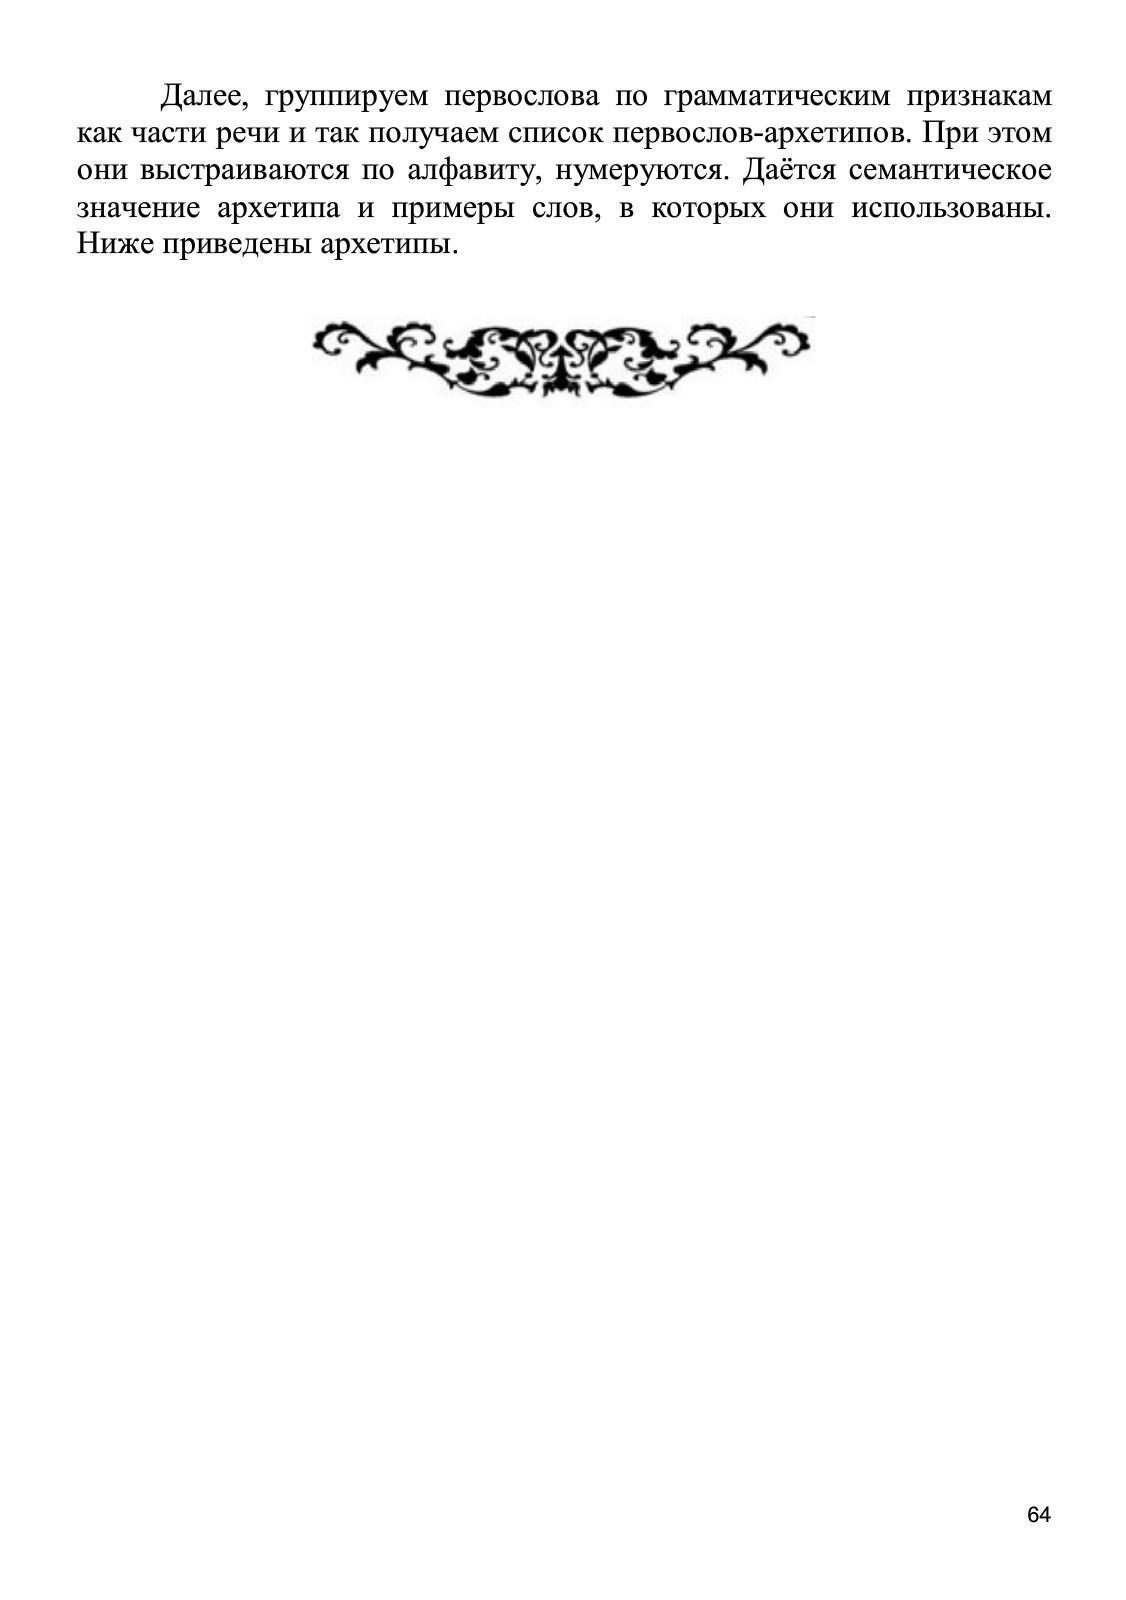 Далее, группируем первослова по грамматическим признакам
как части речи и так получаем список первослов-архетипов. При этом
они выстраиваются по алфавиту, нумеруются. Даётся семантическое
значение архетипа и примеры слов, в которых они использованы.
Ниже приведены архетипы.
64